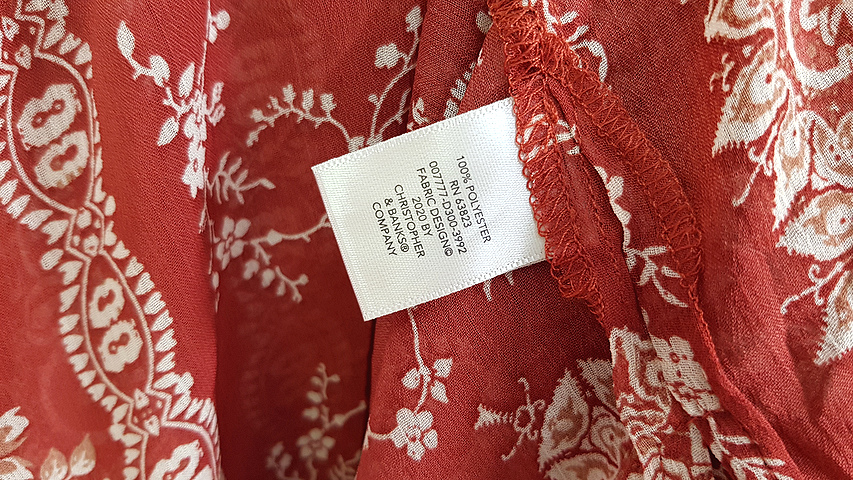 100% POLYESTER
RN 63823
007777-D300-3992
FABRIC DESIGN©
2020 BY
CHRISTOPHER
& BANKS®
COMPANY